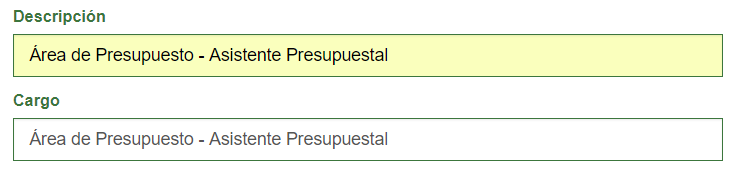 Descripción
Área de Presupuesto - Asistente Presupuestal
Cargo
Área de Presupuesto - Asistente Presupuestal